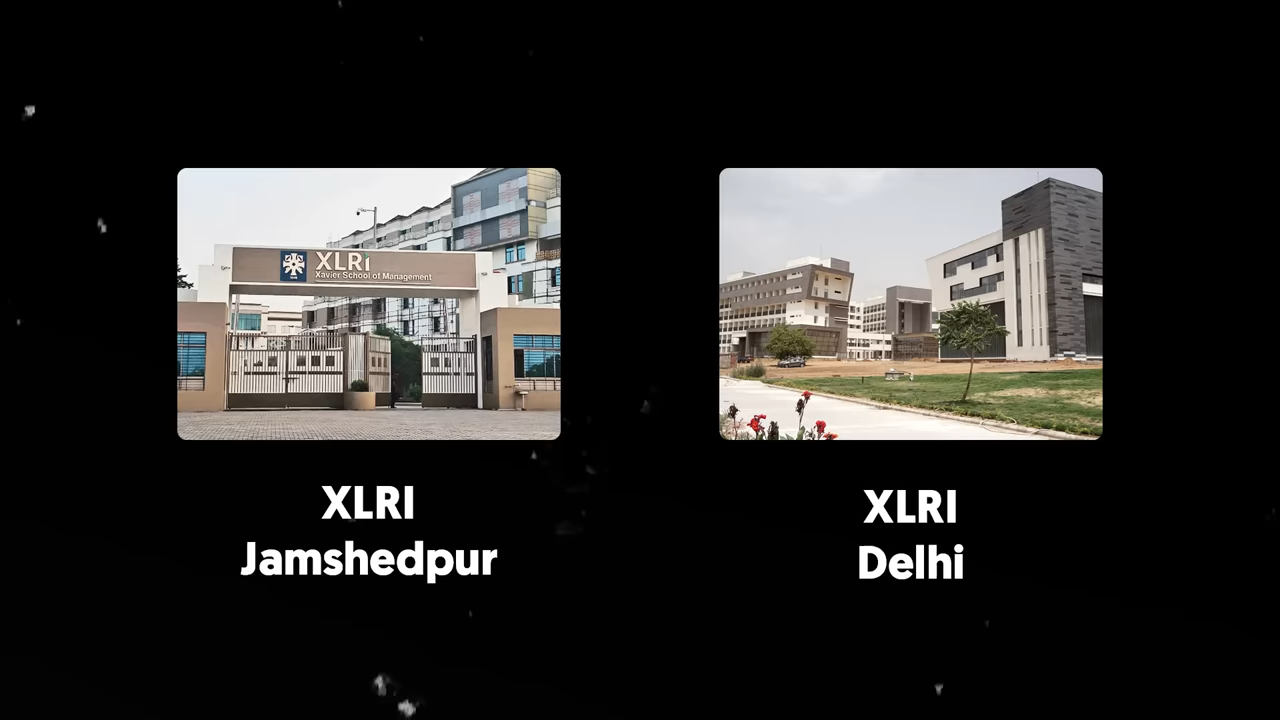 XLRI
Xavier School of Management
XLRI
Jamshedpur
XLRI
Delhi